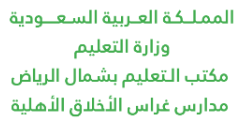 المملكة العربية السعودية
وزارة التعليم
مكتب التعليم بشمال الرياض
مدارس غراس الأخلاق الأهلية